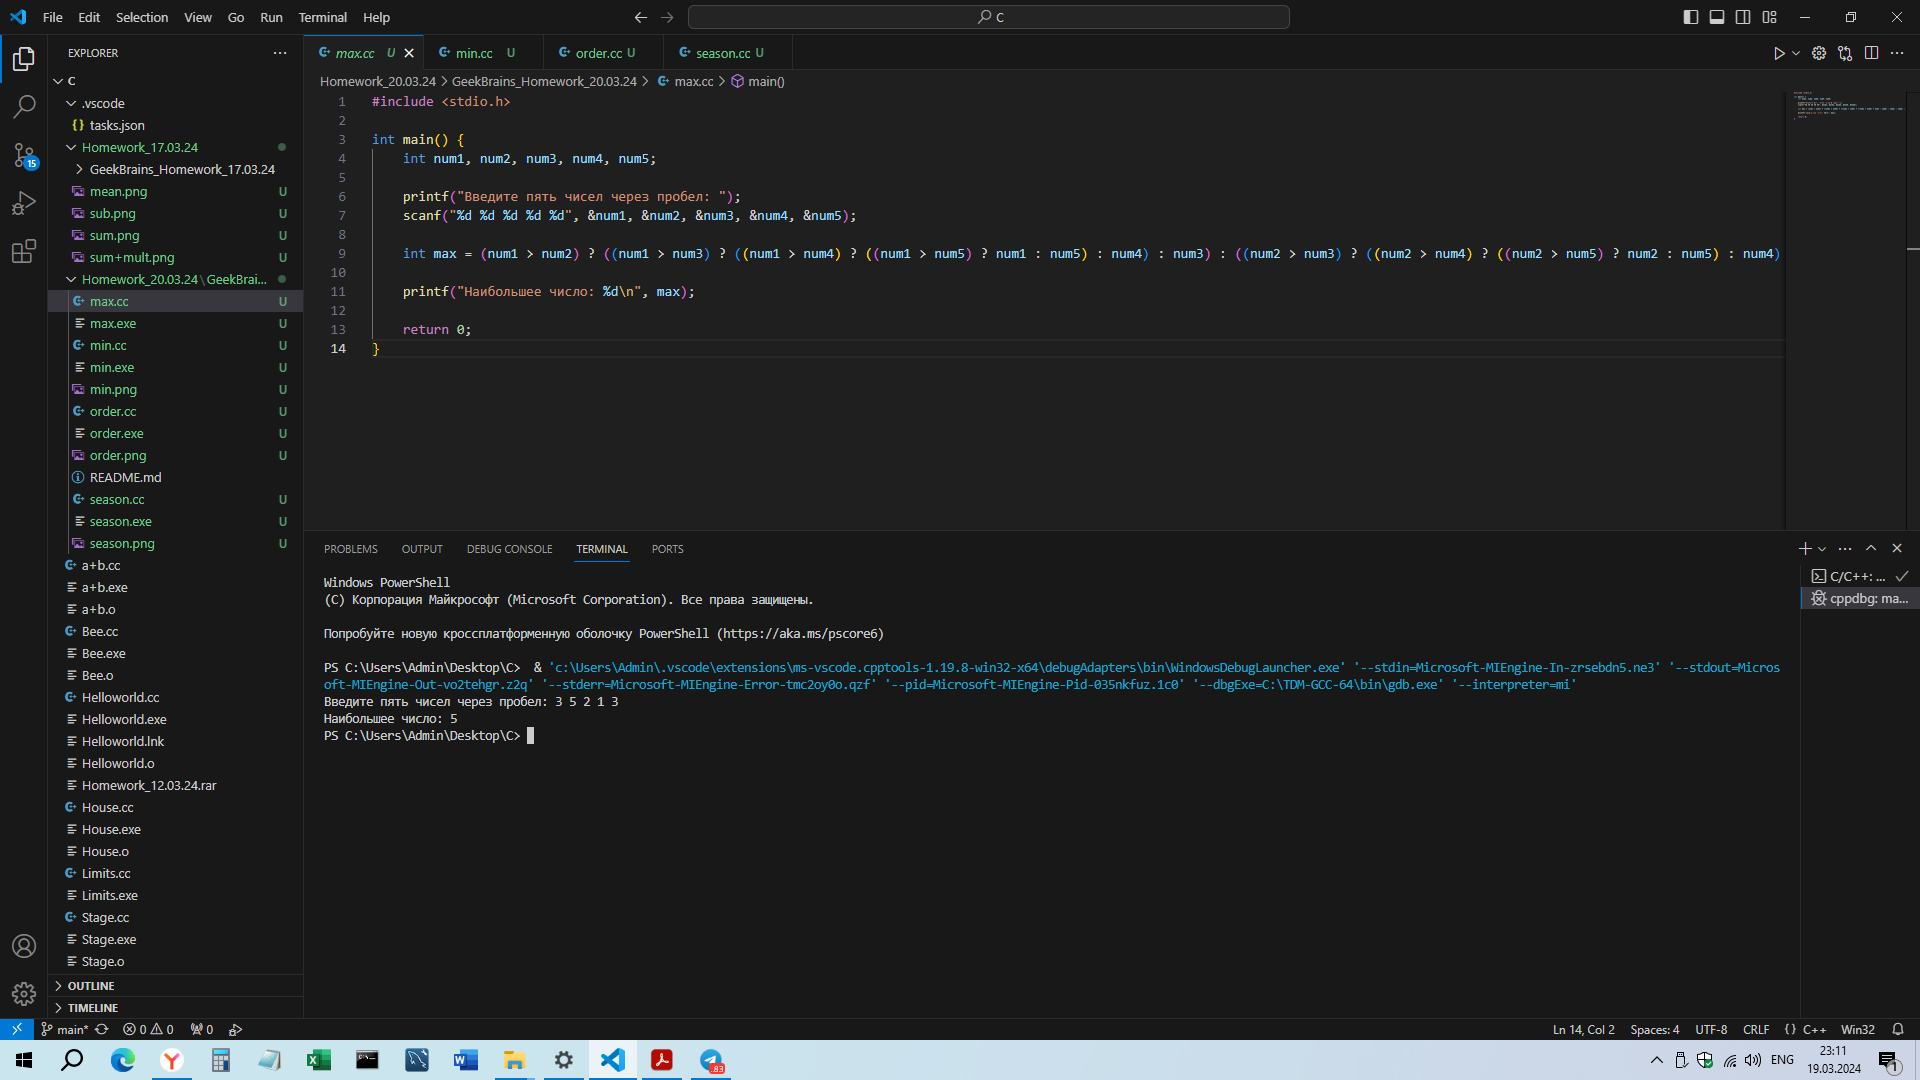 File Edit Selection View Go Run Terminal Help
C
EXPLORER
C
.vscode
tasks.json
Homework_17.03.24
GeekBrains_Homework_17.03.24
mean.png U
sub.png U
sum.png U
sum+mult.png U
Homework_20.03.24\GeekBrai...
max.cc U
max.exe U
min.cc U
min.exe U
min.png U
order.cc U
order.exe U
order.png U
README.md
season.cc U
season.exe U
season.png U
a+b.cc
a+b.exe
a+b.o
Bee.cc
Bee.exe
Bee.o
Helloworld.cc
Helloworld.exe
Helloworld.lnk
Helloworld.o
Homework_12.03.24.rar
House.cc
House.exe
House.o
Limits.cc
Limits.exe
Stage.cc
Stage.exe
Stage.o
OUTLINE
TIMELINE
15
max.cc U min.cc U order.cc U season.cc U
Homework_20.03.24 > GeekBrains_Homework_20.03.24 > max.cc > main()
1 #include <stdio.h>
2
3 int main() {
4 int num1, num2, num3, num4, num5;
5
6 printf("Введите пять чисел через пробел: ");
7 scanf("%d %d %d %d %d", &num1, &num2, &num3, &num4, &num5);
8
9 int max = (num1 > num2) ? ((num1 > num3) ? ((num1 > num4) ? ((num1 > num5) ? num1 : num5) : num4) : num3) : ((num2 > num3) ? ((num2 > num4) ? ((num2 > num5) ? num2 : num5) : num4)
10
11 printf("Наибольшее число: %d\n", max);
12
13 return 0;
14 }
PROBLEMS OUTPUT DEBUG CONSOLE TERMINAL PORTS
C/C++: ...
cppdbg: ma...
Windows PowerShell
(C) Корпорация Майкрософт (Microsoft Corporation). Все права защищены.
Попробуйте новую кроссплатформенную оболочку PowerShell (https://aka.ms/pscore6)
PS C:\Users\Admin\Desktop\C> & 'c:\Users\Admin\.vscode\extensions\ms-vscode.cpptools-1.19.8-win32-x64\debugAdapters\bin\WindowsDebugLauncher.exe' '--stdin=Microsoft-MIEngine-In-zrsebdn5.ne3' '--stdout=Micros
oft-MIEngine-Out-vo2tehgr.z2q' '--stderr=Microsoft-MIEngine-Error-tmc2oy0o.qzf' '--pid=Microsoft-MIEngine-Pid-035nkfuz.1c0' '--dbgExe=C:\TDM-GCC-64\bin\gdb.exe' '--interpreter=mi'
Введите пять чисел через пробел: 3 5 2 1 3
Наибольшее число: 5
PS C:\Users\Admin\Desktop\C>
main* 0 0 0 Ln 14, Col 2 Spaces: 4 UTF-8 CRLF {} C++ Win32
83 ENG 23:11
19.03.2024 1